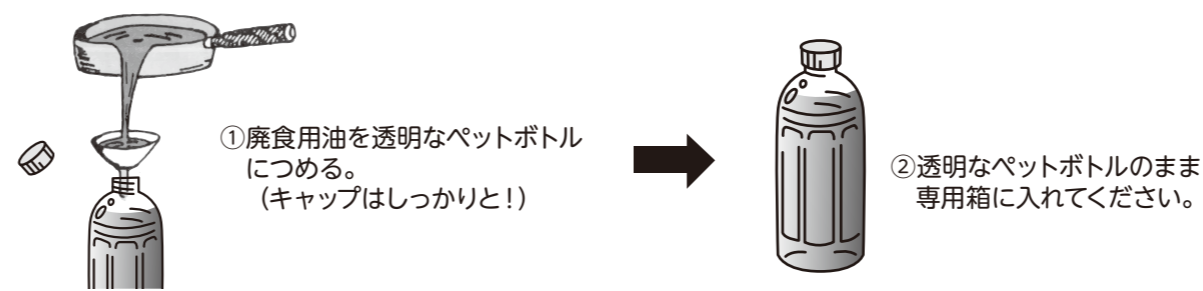 ①廃食用油を透明なペットボトル
につめる。
（キャップはしっかりと！）
②透明なペットボトルのまま
専用箱に入れてください。